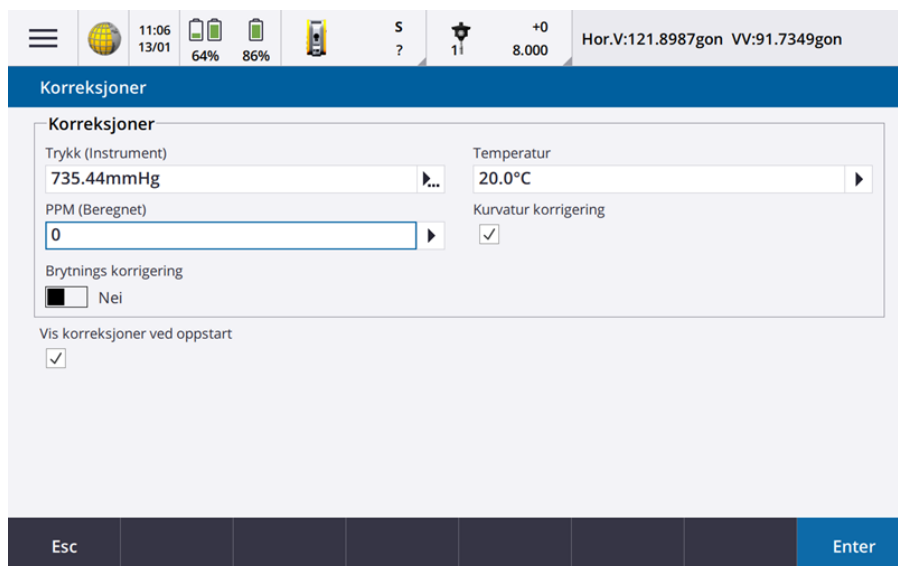 11:06
13/01
64%
86%
S
?
1
+0
8.000
Hor.V:121.8987gon VV:91.7349gon
Korreksjoner
Korreksjoner
Trykk (Instrument)
735.44mmHg
...
Temperatur
20.0°C
PPM (Beregnet)
0
Kurvatur korrigering
Brytnings korrigering
Nei
Vis korreksjoner ved oppstart
Esc
Enter